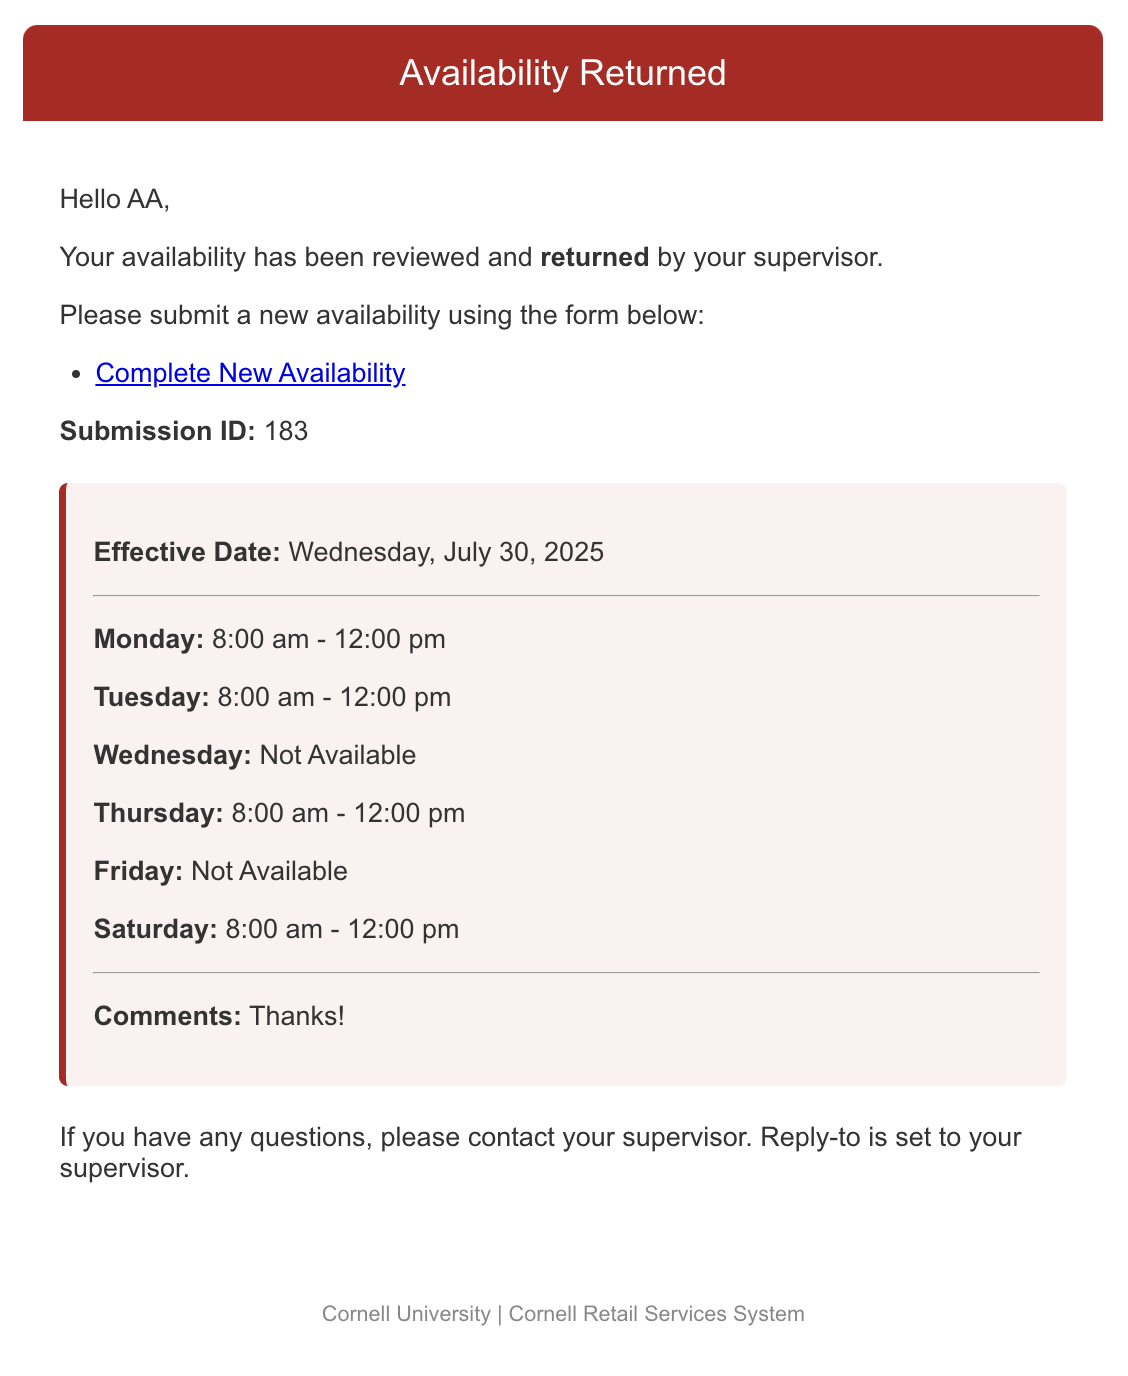 Availability Returned
Hello AA,
Your availability has been reviewed and returned by your supervisor.
Please submit a new availability using the form below:
• Complete New Availability
Submission ID: 183
Effective Date: Wednesday, July 30, 2025
Monday: 8:00 am - 12:00 pm
Tuesday: 8:00 am - 12:00 pm
Wednesday: Not Available
Thursday: 8:00 am - 12:00 pm
Friday: Not Available
Saturday: 8:00 am - 12:00 pm
Comments: Thanks!
If you have any questions, please contact your supervisor. Reply-to is set to your
supervisor.
Cornell University | Cornell Retail Services System